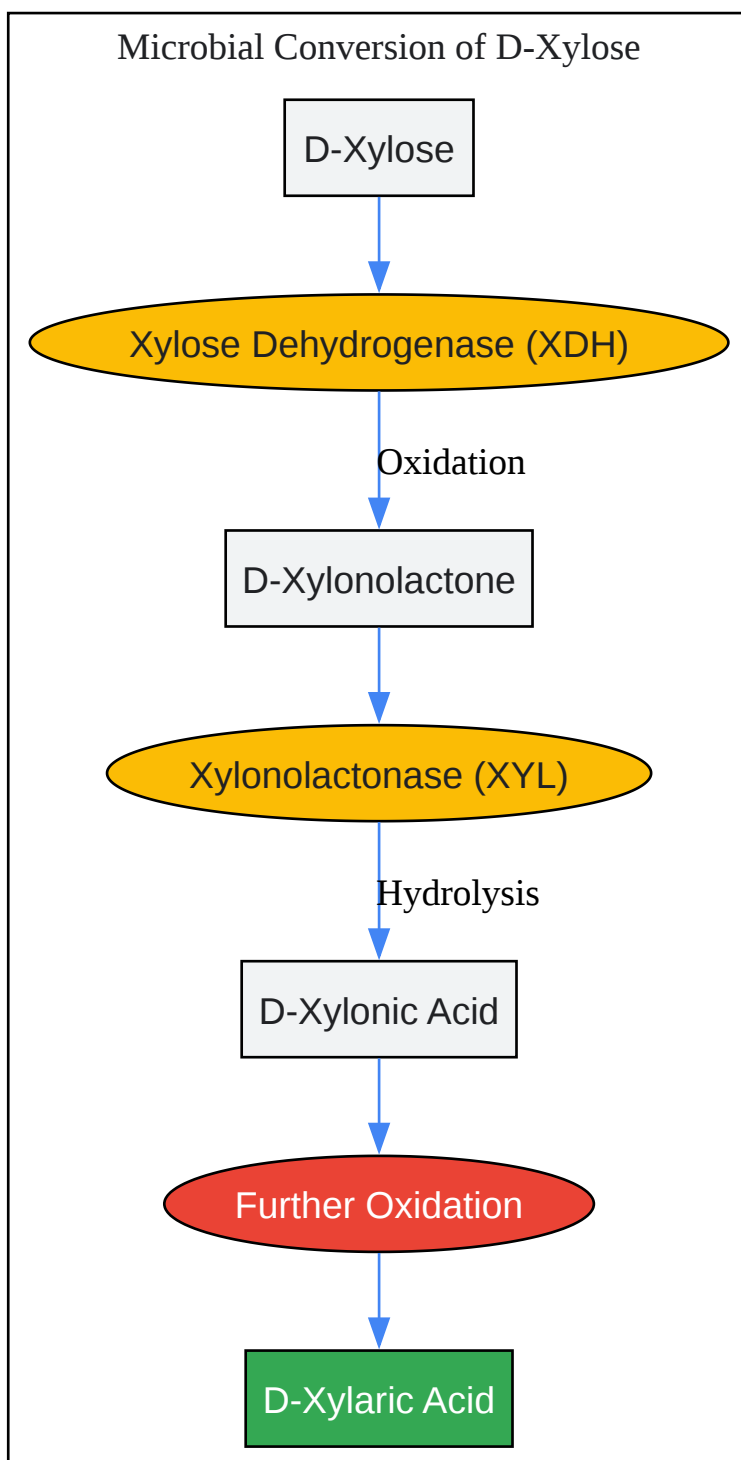 Microbial Conversion of D-Xylose
D-Xylose
Xylose Dehydrogenase (XDH)
Oxidation
D-Xylonolactone
Xylonolactonase (XYL)
Hydrolysis
D-Xylonic Acid
Further Oxidation
D-Xylaric Acid